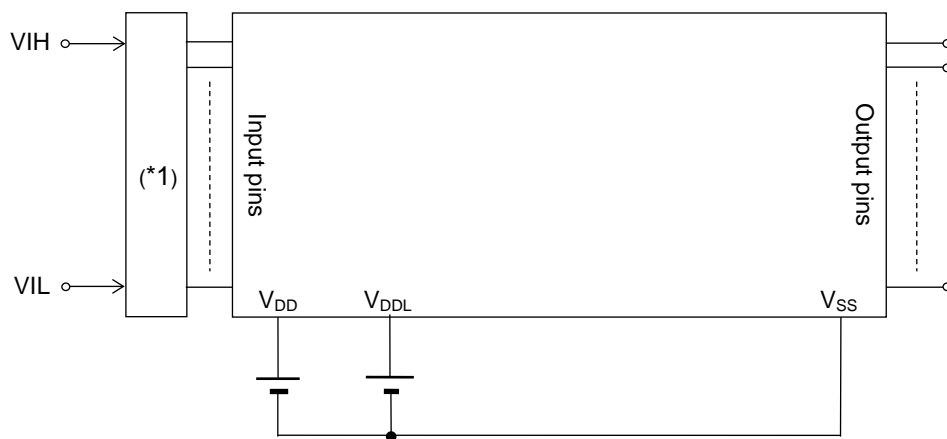 VIH
(*1)
Input pins
Output pins
VIL
VDD
VDDL
VSS